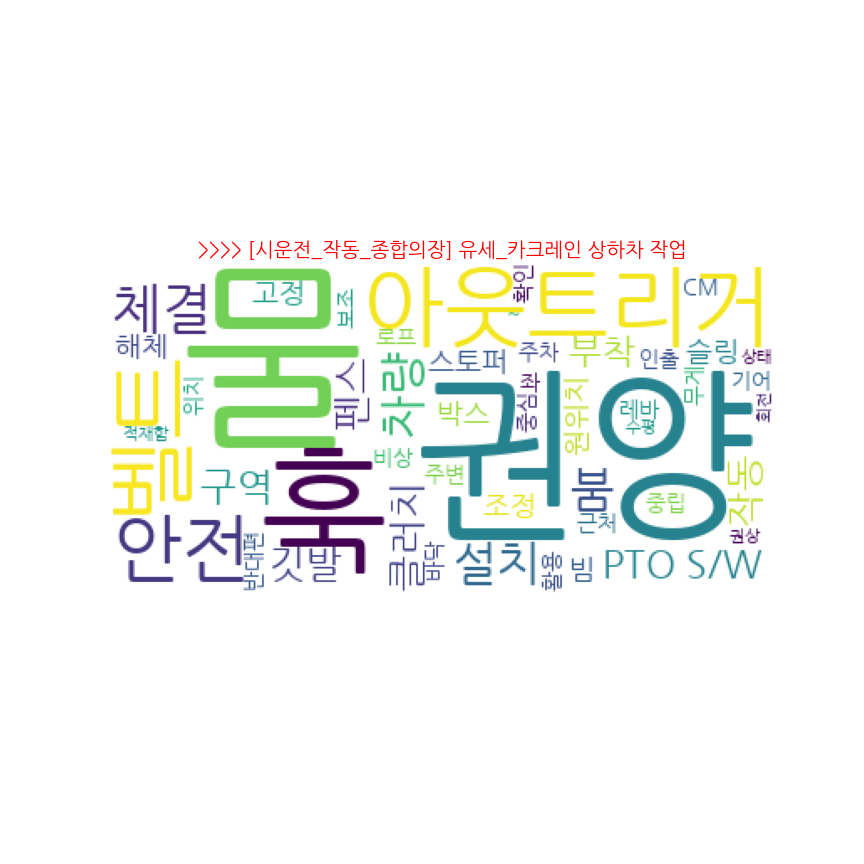 >>>> [시운전_작동_종합의장] 유세_카크레인 상하차 작업
체결
물
고정
보조
아웃트리거
확인
~
CM
해체
위치
로프
스토퍼
주차
부착
인출
슬링
상태
벨트
펜스
차량
중심부
원위치
무게
기어
회전
적재함
박스
레바
수평
권양
훅
구역
비상
주변
붐
중립
작동
안전
깃발
반대편
클러치
바닥
조정
근처
권상
설치
활용
빔
PTO S/W